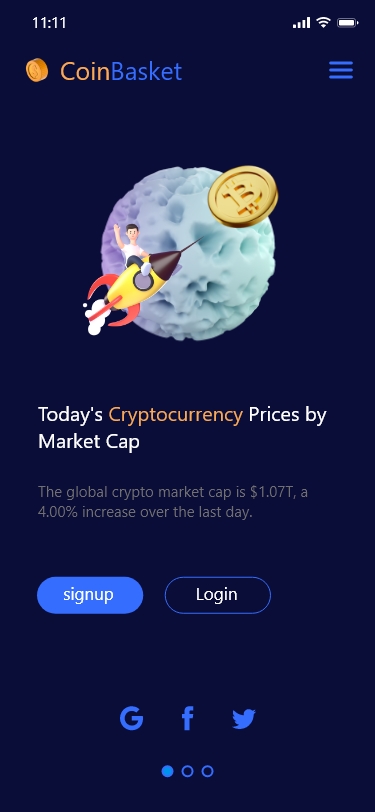 11:11
CoinBasket
Today's Cryptocurrency Prices by
Market Cap
The global crypto market cap is $1.07T, a
4.00% increase over the last day.
signup
Login